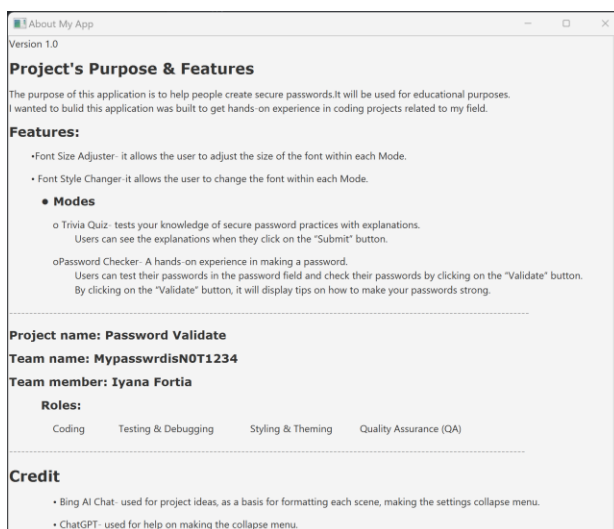 About My App
Version 1.0
Project's Purpose & Features
The purpose of this application is to help people create secure passwords.It will be used for educational purposes.
I wanted to bulid this application was built to get hands-on experience in coding projects related to my field.
Features:
•Font Size Adjuster- it allows the user to adjust the size of the font within each Mode.
• Font Style Changer-it allows the user to change the font within each Mode.
● Modes
o Trivia Quiz- tests your knowledge of secure password practices with explanations.
Users can see the explanations when they click on the “Submit” button.
oPassword Checker- A hands-on experience in making a password.
Users can test their passwords in the password field and check their passwords by clicking on the “Validate” button.
By clicking on the “Validate” button, it will display tips on how to make your passwords strong.
Project name: Password Validate
Team name: MypasswrdisN0T1234
Team member: Iyana Fortia
Roles:
Coding Testing & Debugging Styling & Theming Quality Assurance (QA)
Credit
• Bing AI Chat- used for project ideas, as a basis for formatting each scene, making the settings collapse menu.
• ChatGPT- used for help on making the collapse menu.